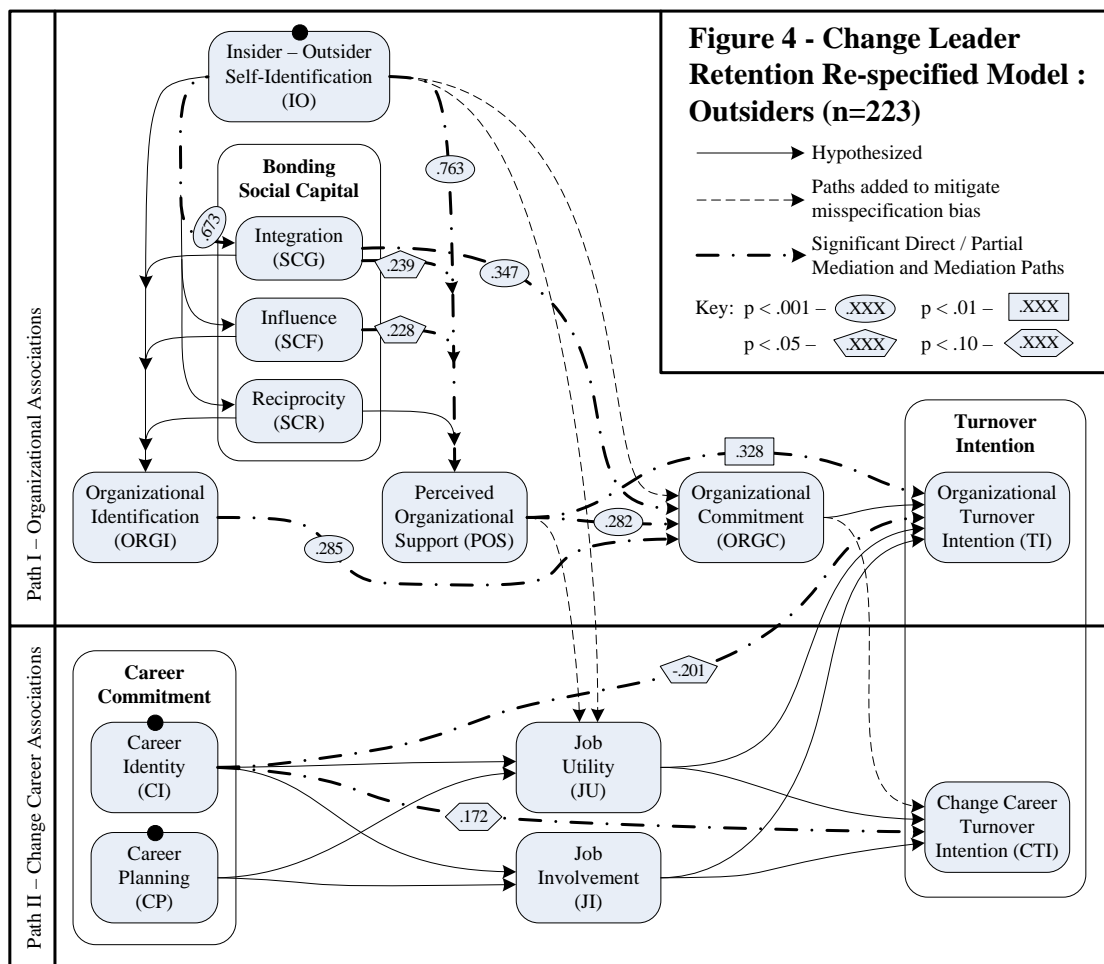 Figure 4 - Change Leader
Retention Re-specified Model :
Outsiders (n=223)
Hypothesized
Paths added to mitigate
misspecification bias
Significant Direct / Partial
Mediation and Mediation Paths
Key: p < .001 – .XXX p < .01 – .XXX
p < .05 – .XXX p < .10 – .XXX
Path I – Organizational Associations
Insider – Outsider
Self-Identification
(IO)
Bonding
Social Capital
.763
.673
Integration
(SCG)
.239
.347
Influence
(SCF)
.228
Reciprocity
(SCR)
Organizational
Identification
(ORGI)
.285
Perceived
Organizational
Support (POS)
.282
.328
Organizational
Commitment
(ORGC)
Turnover
Intention
Organizational
Turnover
Intention (TI)
Path II – Change Career Associations
Career
Commitment
Career
Identity
(CI)
Career
Planning
(CP)
-.201
.172
Job
Utility
(JU)
Job
Involvement
(JI)
Change Career
Turnover
Intention (CTI)